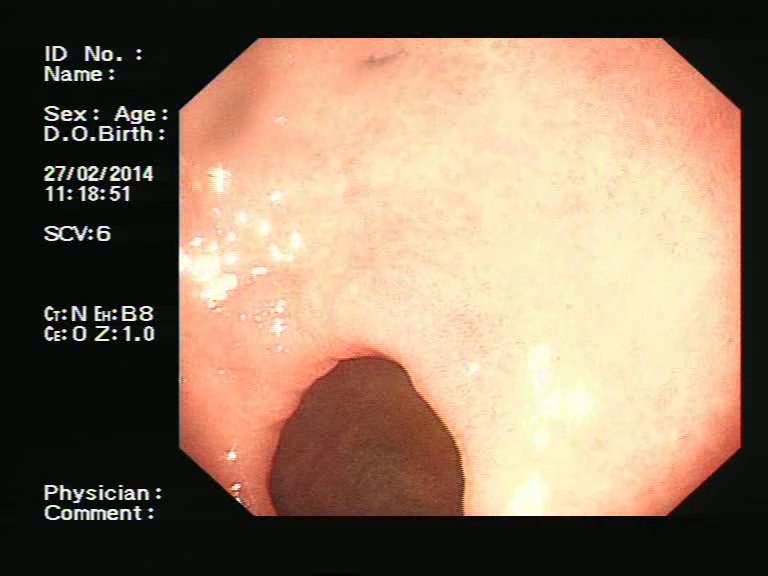 ID No. :
Name:
Sex: Age:
D.O.Birth:
27/02/2014
11:18:51
SCV:6
CT:N EH:B8
CE:0 Z:1.0
Physician:
Comment: